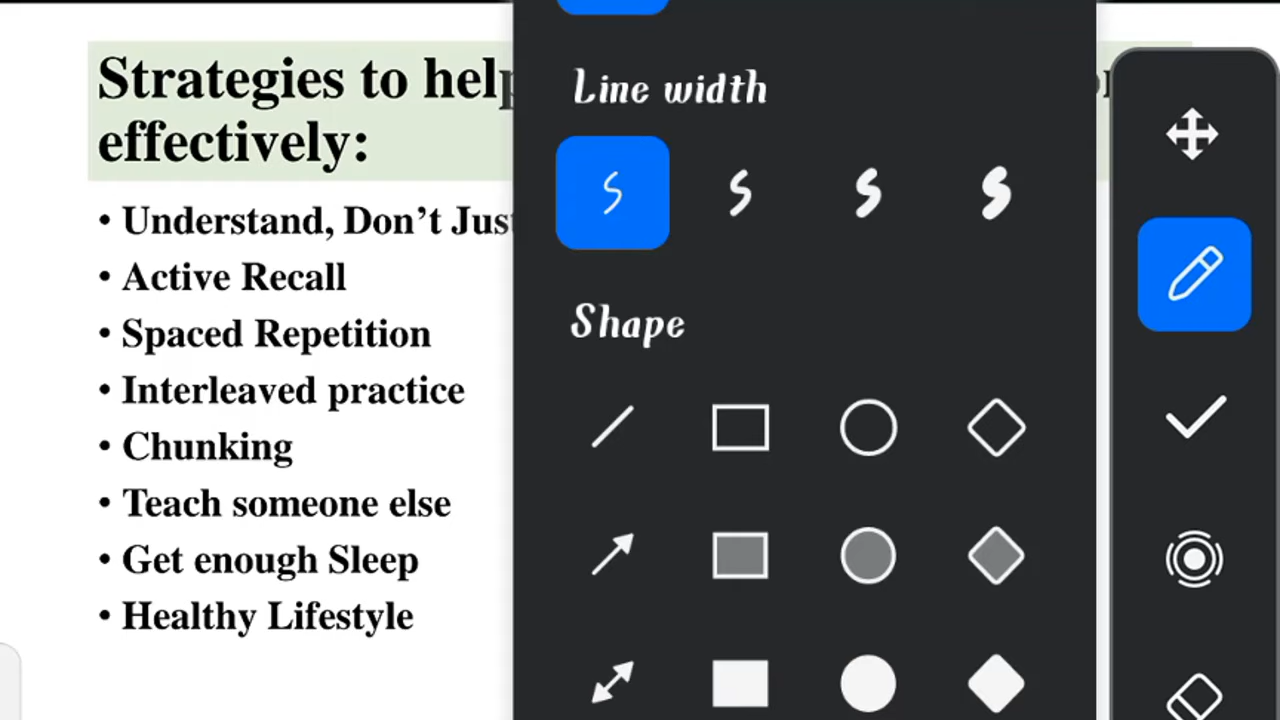 Strategies to help
effectively:
• Understand, Don't Just
• Active Recall
• Spaced Repetition
• Interleaved practice
• Chunking
• Teach someone else
• Get enough Sleep
• Healthy Lifestyle
Line width
Shape